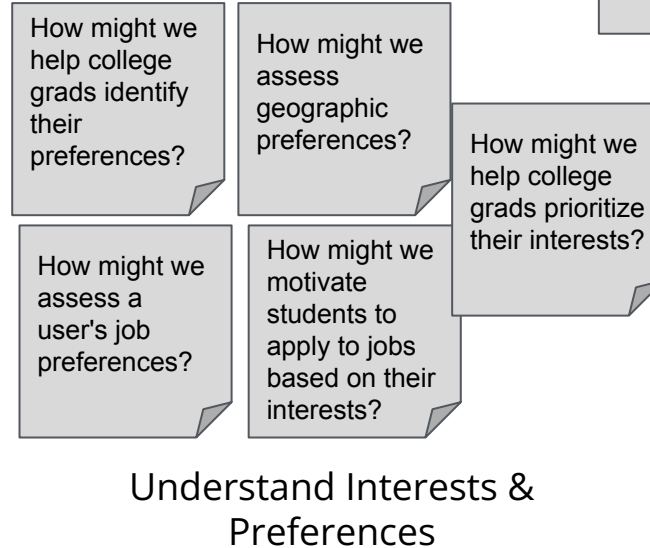 How might we
help college
grads identify
their
preferences?
How might we
assess
geographic
preferences?
How might we
help college
grads prioritize
their interests?
How might we
assess a
user's job
preferences?
How might we
motivate
students to
apply to jobs
based on their
interests?
Understand Interests &
Preferences